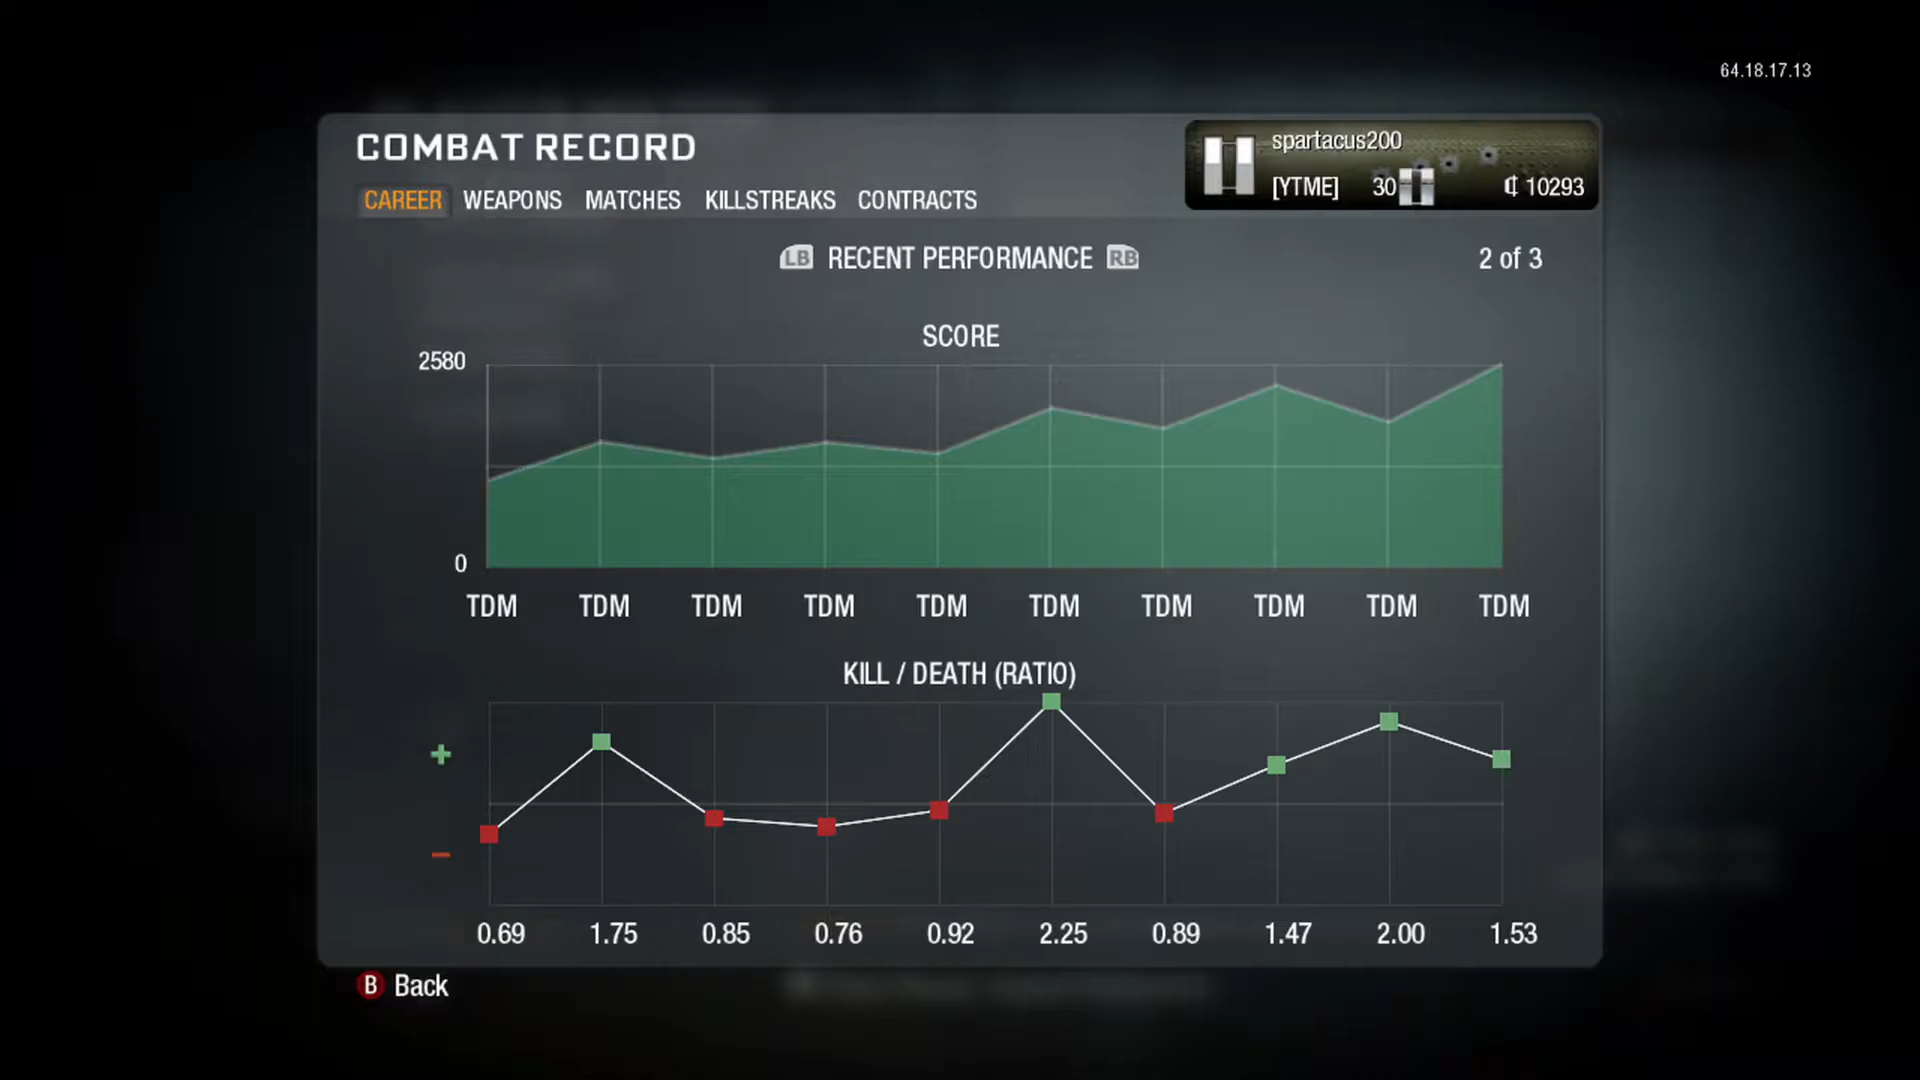 64.18.17.13
COMBAT RECORD
spartacus200
[YTME] 30 ₵ 10293
CAREER WEAPONS MATCHES KILLSTREAKS CONTRACTS
LB RECENT PERFORMANCE RB
2 of 3
SCORE
2580
0
TDM TDM TDM TDM TDM TDM TDM TDM TDM TDM
KILL / DEATH (RATIO)
+
−
0.69 1.75 0.85 0.76 0.92 2.25 0.89 1.47 2.00 1.53
B Back